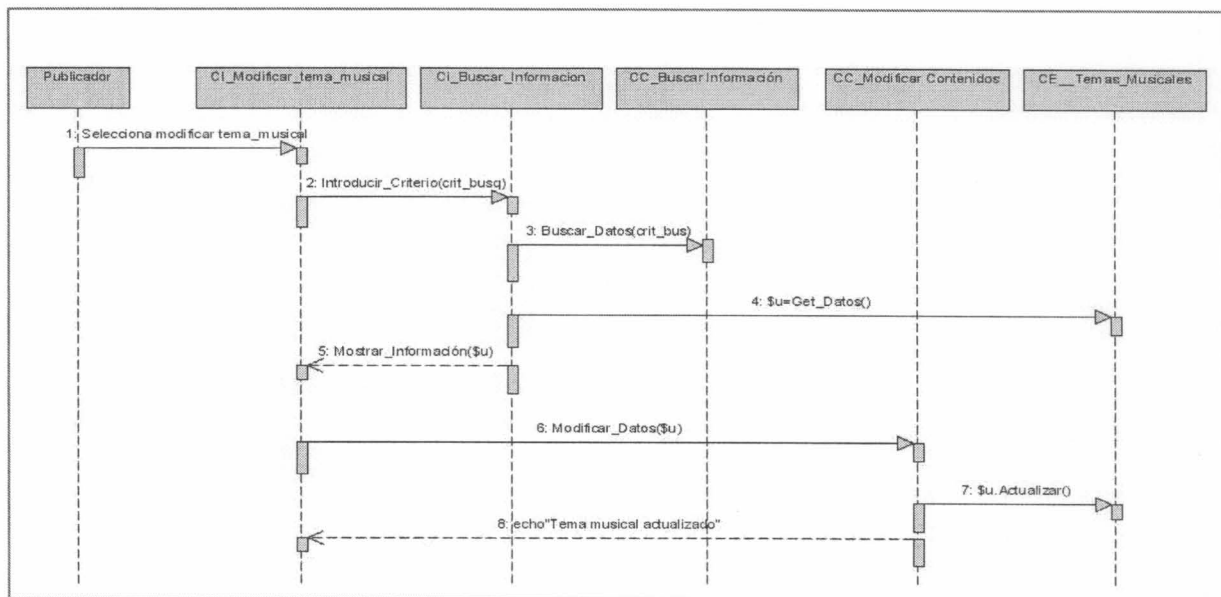 Publicador
CI_Modificar_tema_musical
Ci_Buscar_Informacion
CC_Buscar Información
CC_Modificar Contenidos
CE__Temas_Musicales
1: Selecciona modificar tema_musical
2: Introducir_Criterio(crit_busq)
3: Buscar_Datos(crit_bus)
4: $u=Get_Datos()
5: Mostrar_Información($u)
6: Modificar_Datos($u)
7: $u.Actualizar()
8: echo"Tema musical actualizado"